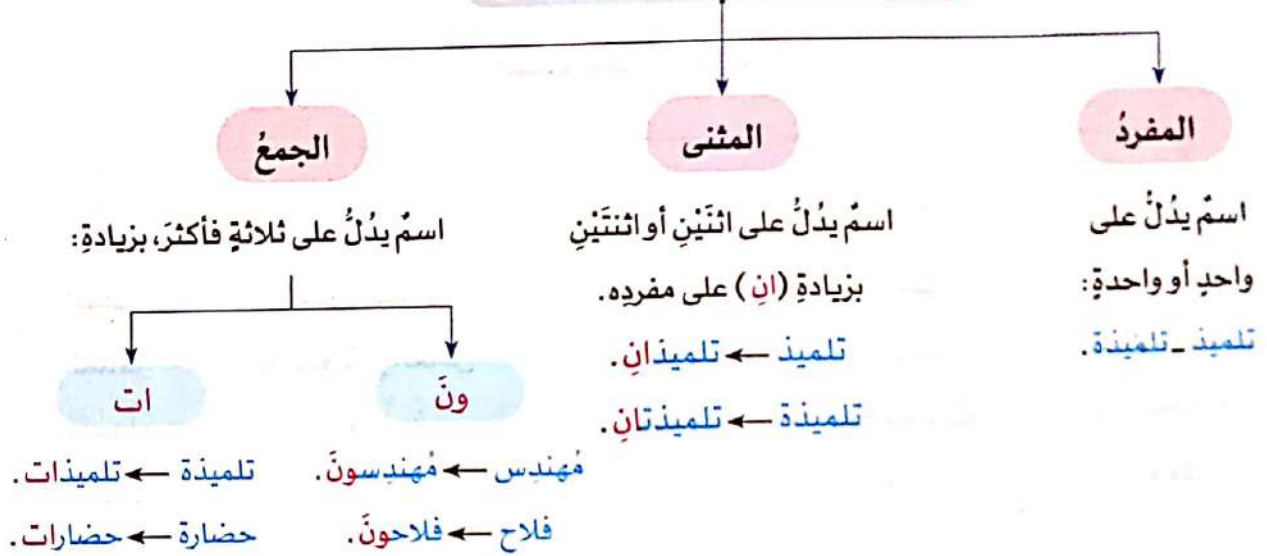 المفردُ
اسمٌ يدُلُّ على
واحدٍ أو واحدةٍ:
تلميذ ـ تلميذة.
المثنى
اسمٌ يدُلُّ على اثنَيْنِ أو اثنتَيْنِ
بزيادةِ (انِ) على مفردِه.
تلميذ ← تلميذانِ.
تلميذة ← تلميذتانِ.
الجمعُ
اسمٌ يدُلُّ على ثلاثةٍ فأكثرَ، بزيادةِ:
ونَ
مُهندِس ← مُهندِسونَ.
فلاح ← فلاحونَ.
ات
تلميذة ← تلميذات.
حضارة ← حضارات.